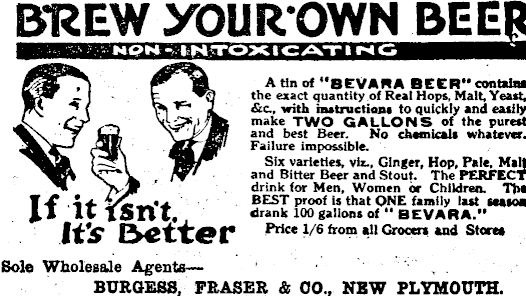 BREW YOUR OWN BEER
NON-INTOXICATING
A tin of "BEVARA BEER" contains
the exact quantity of Real Hops, Malt, Yeast,
&c., with instructions to quickly and easily
make TWO GALLONS of the purest
and best Beer. No chemicals whatever.
Failure impossible.
Six varieties, viz., Ginger, Hop, Pale, Malt
and Bitter Beer and Stout. The PERFECT
drink for Men, Women or Children. The
BEST proof is that ONE family last season
drank 100 gallons of "BEVARA."
Price 1/6 from all Grocers and Stores
If it isn't.
It's Better
Sole Wholesale Agents—
BURGESS, FRASER & CO., NEW PLYMOUTH.